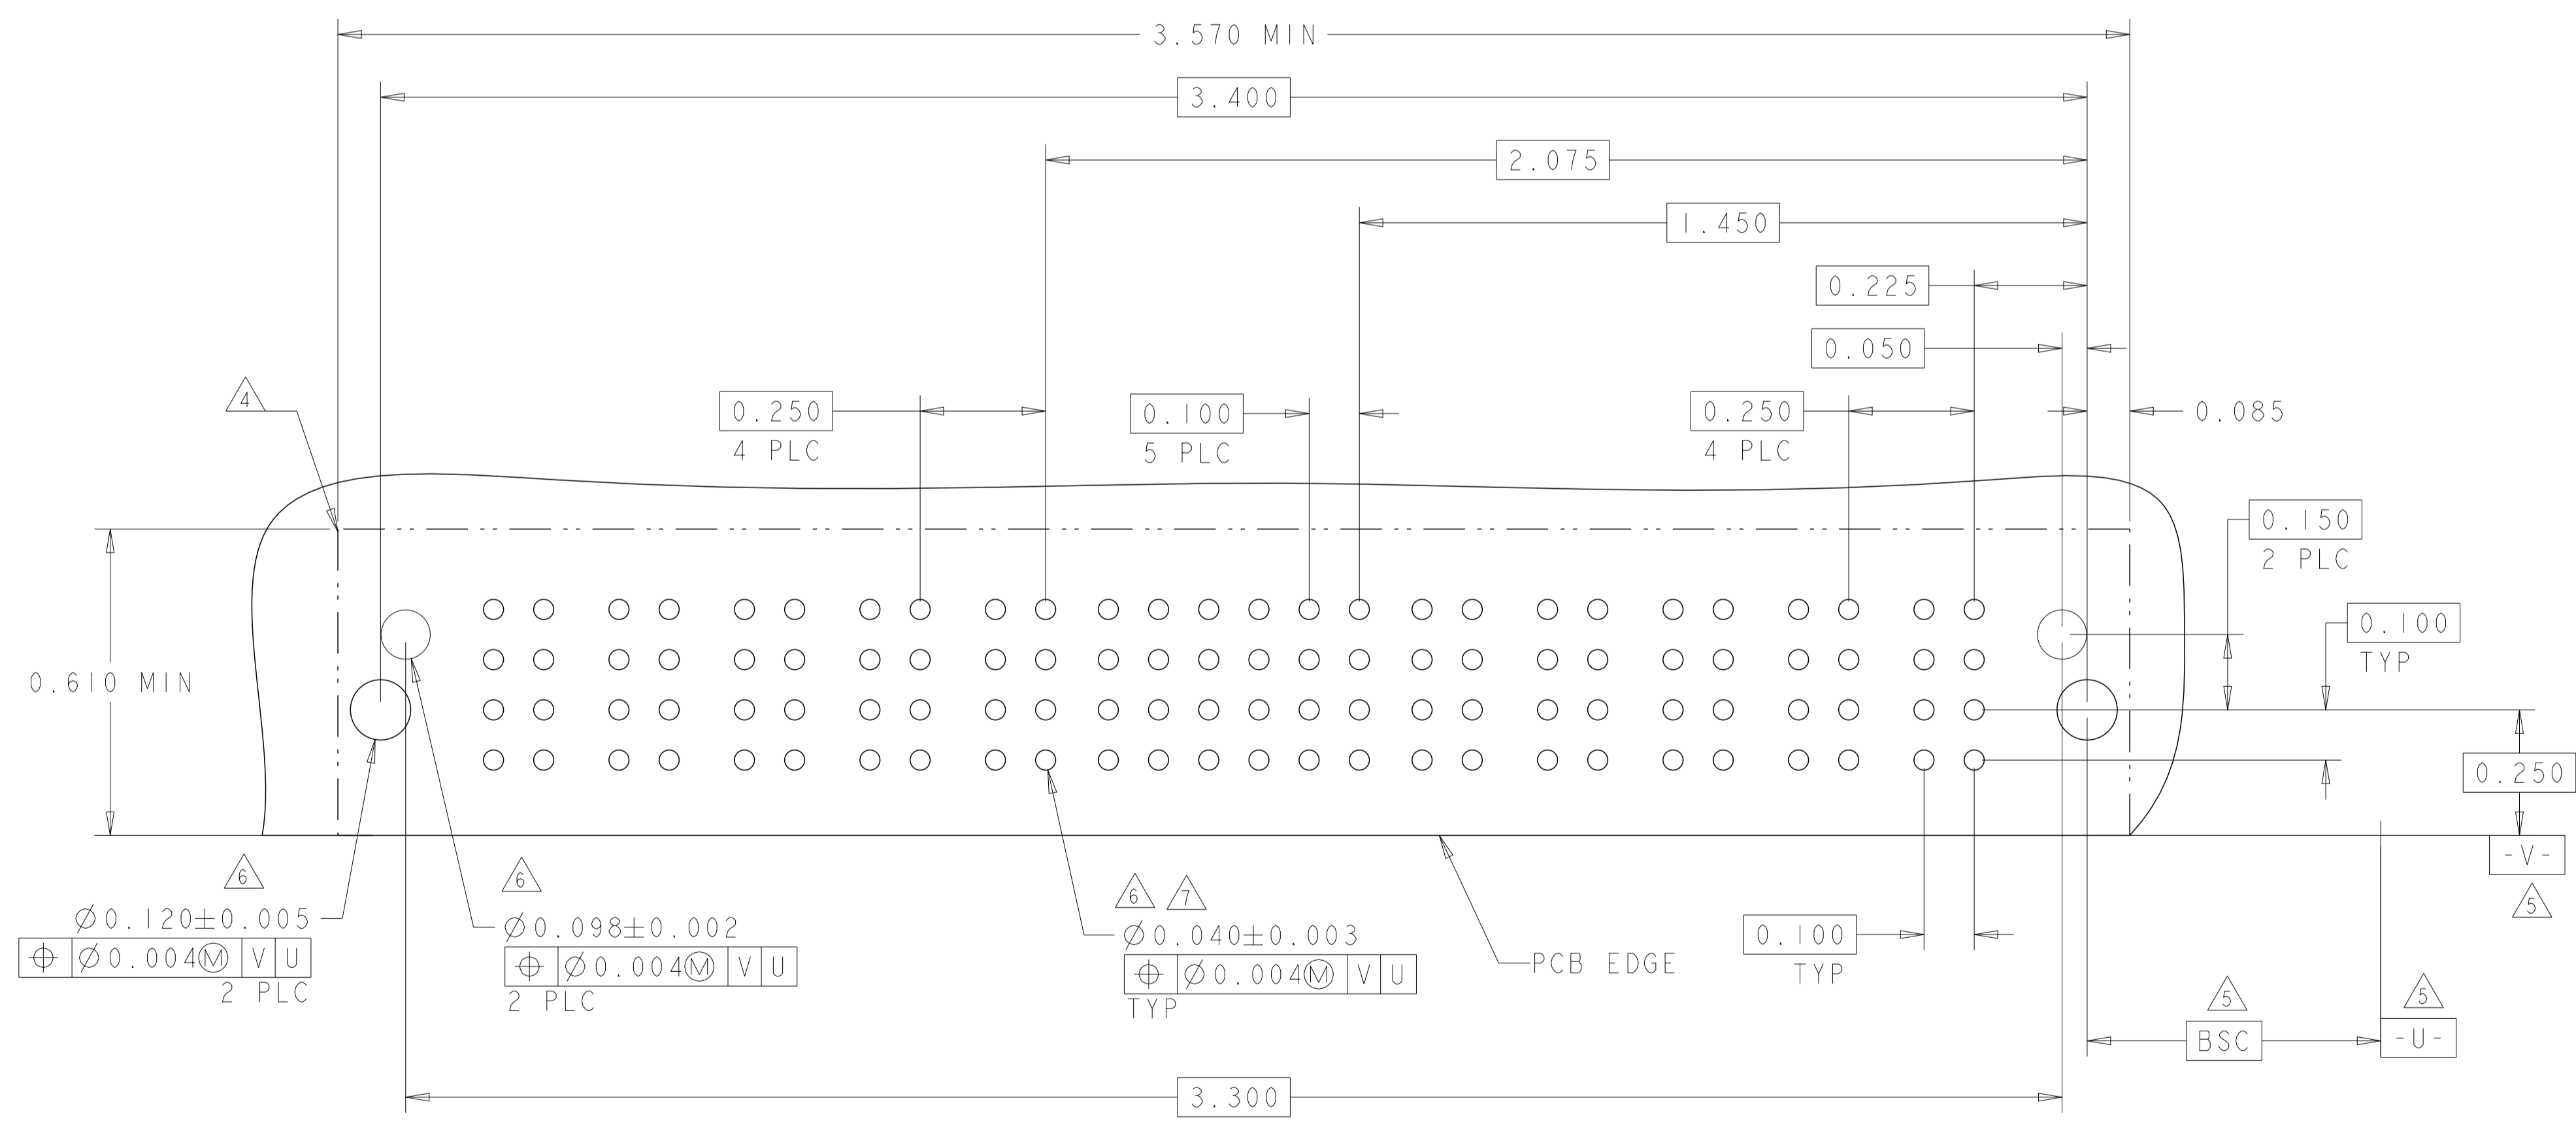 3.570 MIN
3.400
2.075
1.450
0.225
0.050
4
0.250
4 PLC
0.100
5 PLC
0.250
4 PLC
0.085
0.150
2 PLC
0.100
TYP
0.610 MIN
0.250
-V-
5
6
Ø0.120±0.005
⌖ Ø0.004Ⓜ V U
2 PLC
6
Ø0.098±0.002
⌖ Ø0.004Ⓜ V U
2 PLC
6 7
Ø0.040±0.003
⌖ Ø0.004Ⓜ V U
TYP
PCB EDGE
0.100
TYP
5
BSC
5
-U-
3.300